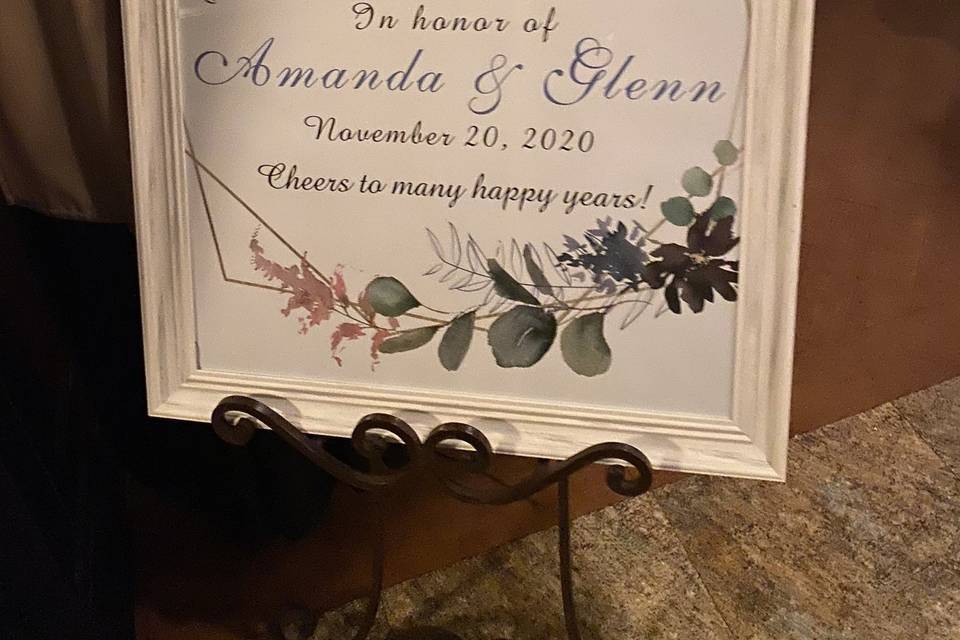 In honor of
Amanda & Glenn
November 20, 2020
Cheers to many happy years!